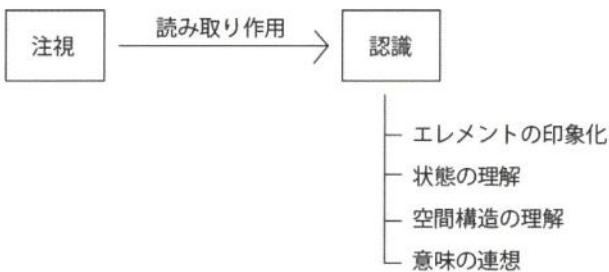 注視
読み取り作用
認識
エレメントの印象化
状態の理解
空間構造の理解
意味の連想